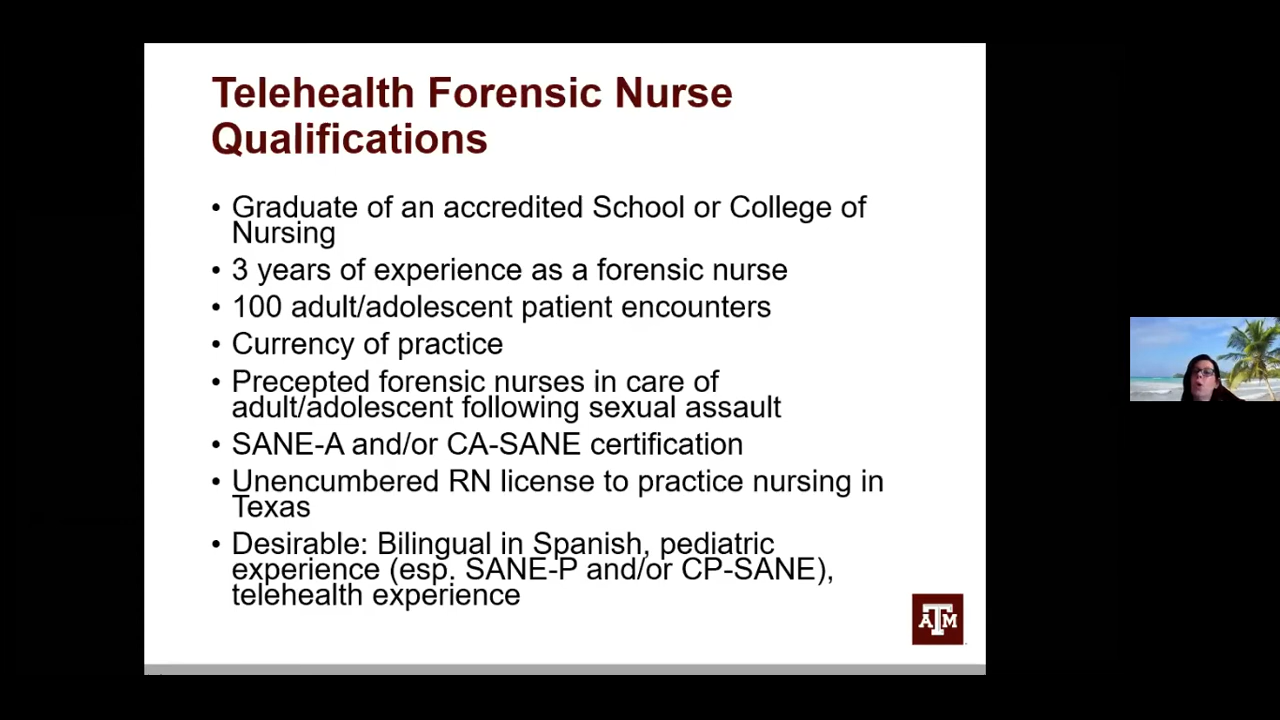 Telehealth Forensic Nurse
Qualifications
• Graduate of an accredited School or College of
Nursing
• 3 years of experience as a forensic nurse
• 100 adult/adolescent patient encounters
• Currency of practice
• Precepted forensic nurses in care of
adult/adolescent following sexual assault
• SANE-A and/or CA-SANE certification
• Unencumbered RN license to practice nursing in
Texas
• Desirable: Bilingual in Spanish, pediatric
experience (esp. SANE-P and/or CP-SANE),
telehealth experience
ATM